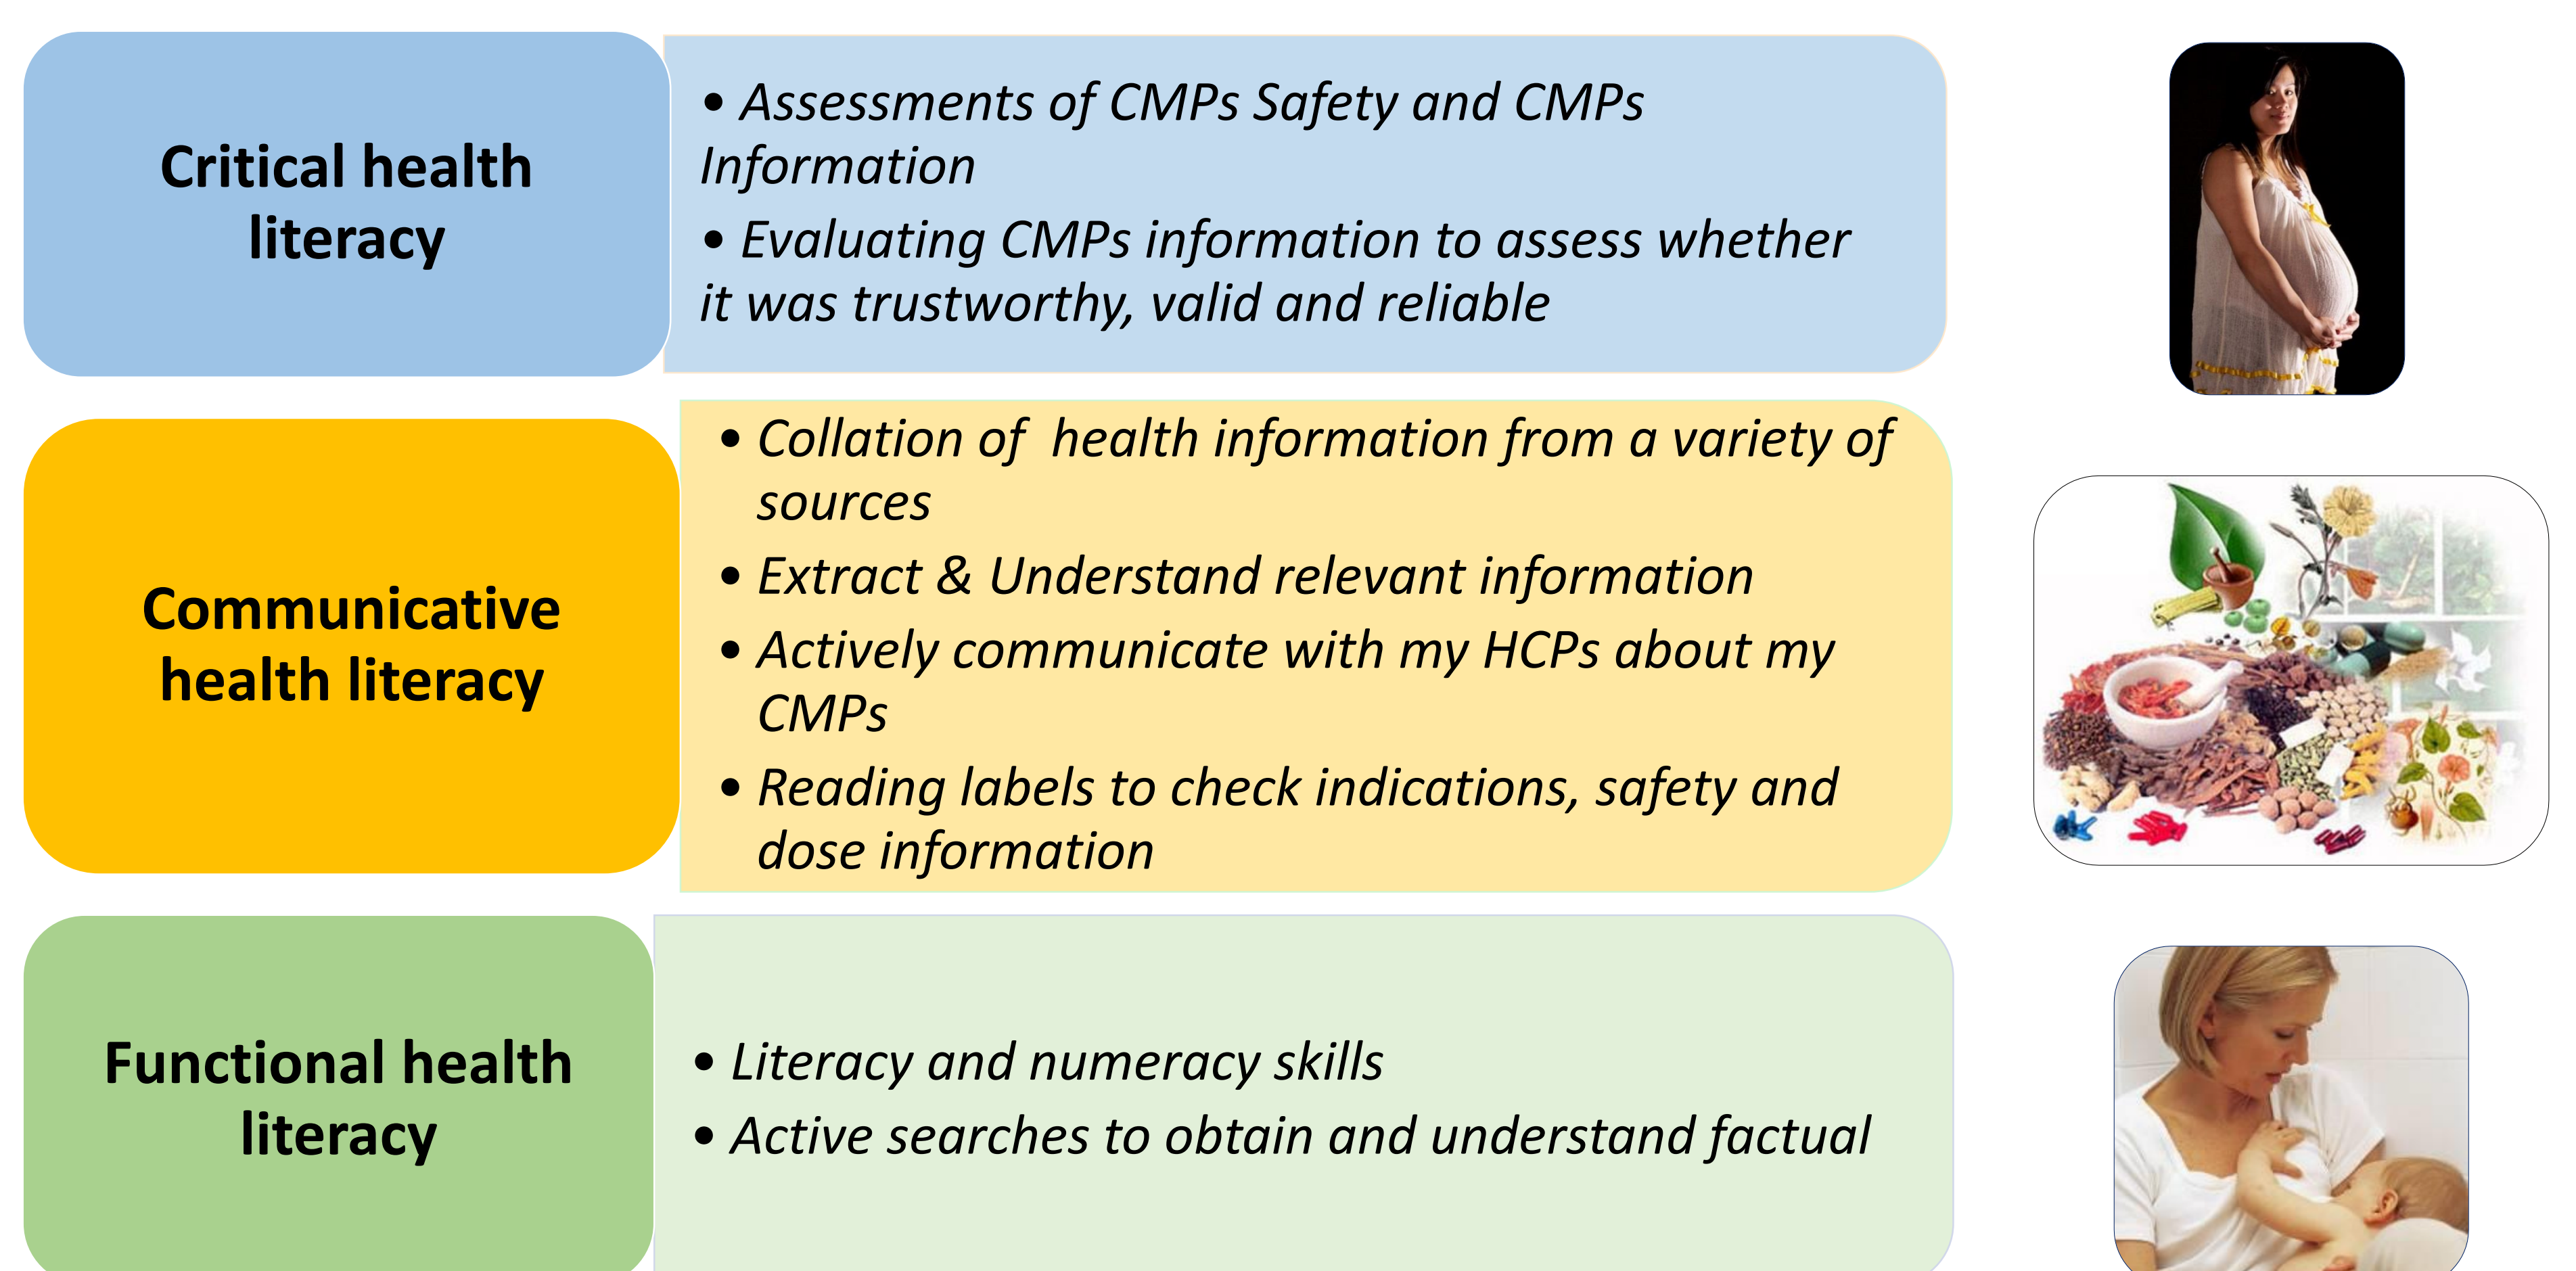 Critical health
literacy
• Assessments of CMPs Safety and CMPs
Information
• Evaluating CMPs information to assess whether
it was trustworthy, valid and reliable
Communicative
health literacy
• Collation of  health information from a variety of
sources
• Extract & Understand relevant information
• Actively communicate with my HCPs about my
CMPs
• Reading labels to check indications, safety and
dose information
Functional health
literacy
• Literacy and numeracy skills
• Active searches to obtain and understand factual